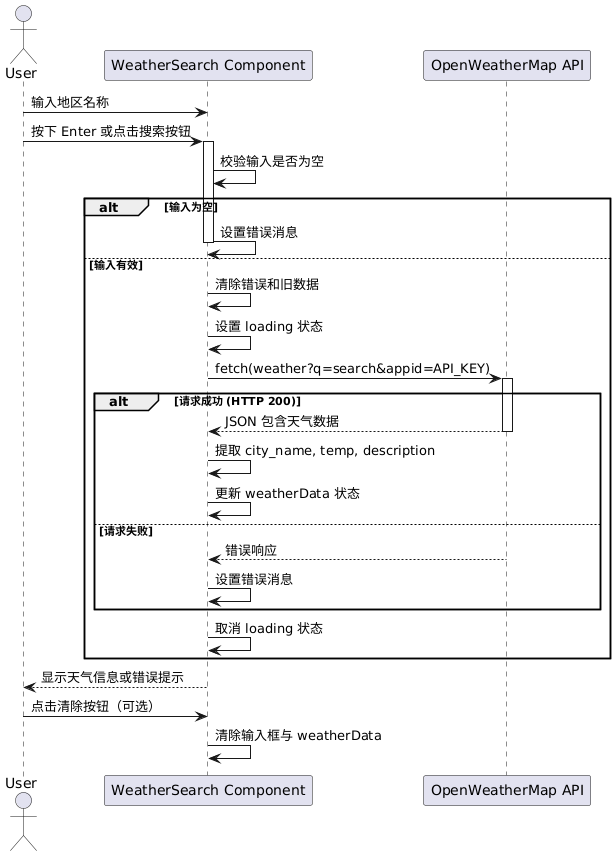 User
WeatherSearch Component
OpenWeatherMap API
输入地区名称
按下 Enter 或点击搜索按钮
校验输入是否为空
alt
[输入为空]
设置错误消息
[输入有效]
清除错误和旧数据
设置 loading 状态
fetch(weather?q=search&appid=API_KEY)
alt
[请求成功 (HTTP 200)]
JSON 包含天气数据
提取 city_name, temp, description
更新 weatherData 状态
[请求失败]
错误响应
设置错误消息
取消 loading 状态
显示天气信息或错误提示
点击清除按钮（可选）
清除输入框与 weatherData
User
WeatherSearch Component
OpenWeatherMap API